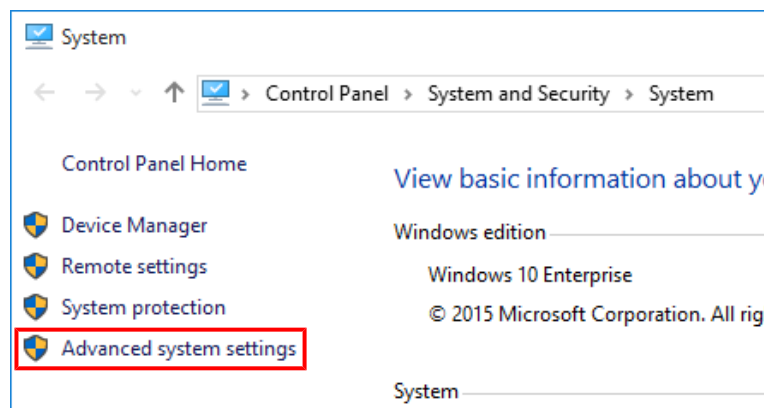 System
Control Panel > System and Security > System
Control Panel Home
Device Manager
Remote settings
System protection
Advanced system settings
View basic information about
Windows edition
Windows 10 Enterprise
© 2015 Microsoft Corporation. All
System